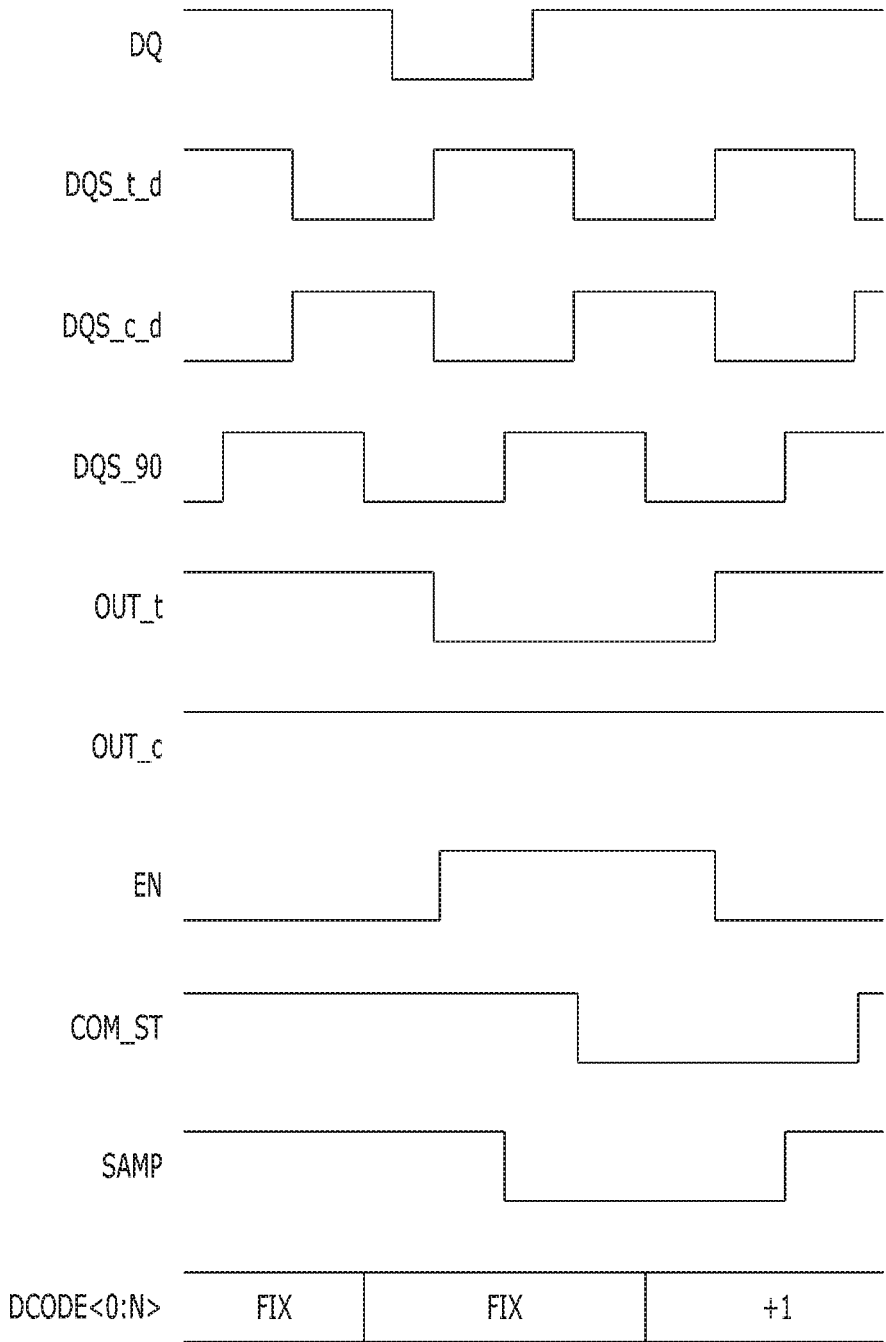 DQ
DQS_t_d
DQS_c_d
DQS_90
OUT_t
OUT_c
EN
COM_ST
SAMP
DCODE<0:N> FIX FIX +1